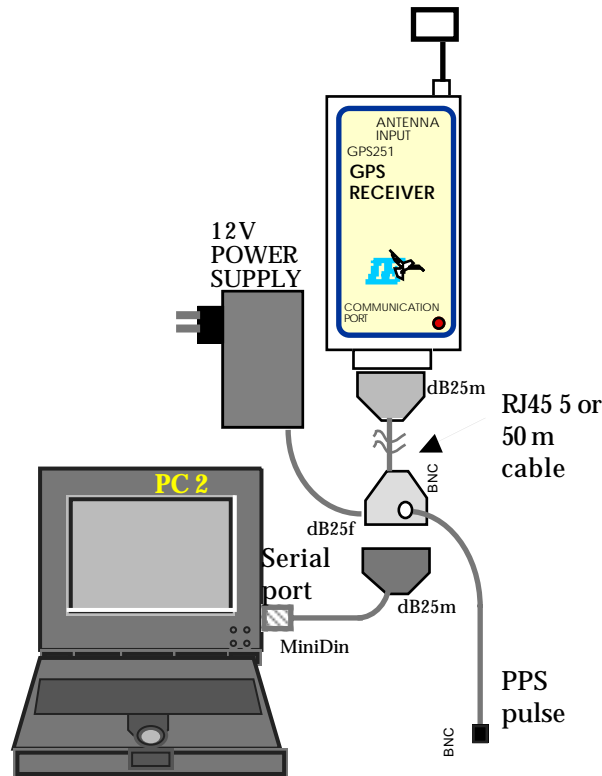 ANTENNA
INPUT
GPS251
GPS
RECEIVER
12V
POWER
SUPPLY
COMMUNICATION
PORT
dB25m
RJ45 5 or
50 m
cable
BNC
PC 2
dB25f
Serial
port
dB25m
MiniDin
PPS
pulse
BNC